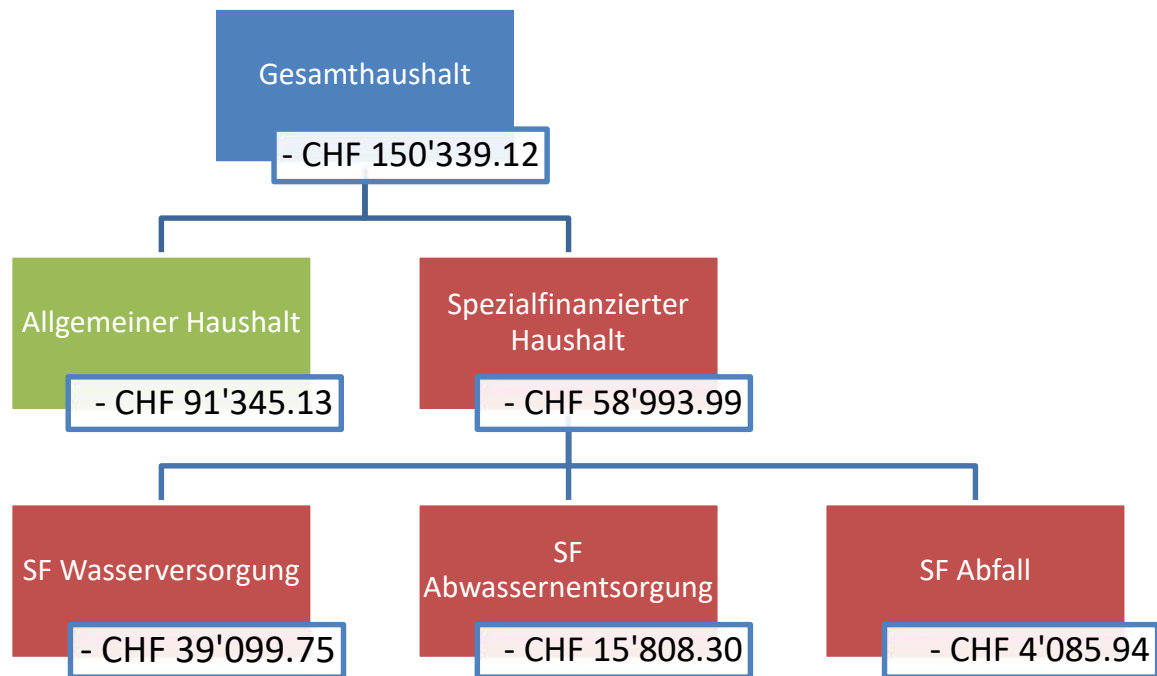 Gesamthaushalt
- CHF 150'339.12
Allgemeiner Haushalt
- CHF 91'345.13
Spezialfinanzierter
Haushalt
- CHF 58'993.99
SF Wasserversorgung
- CHF 39'099.75
SF
Abwassernentsorgung
- CHF 15'808.30
SF Abfall
- CHF 4'085.94